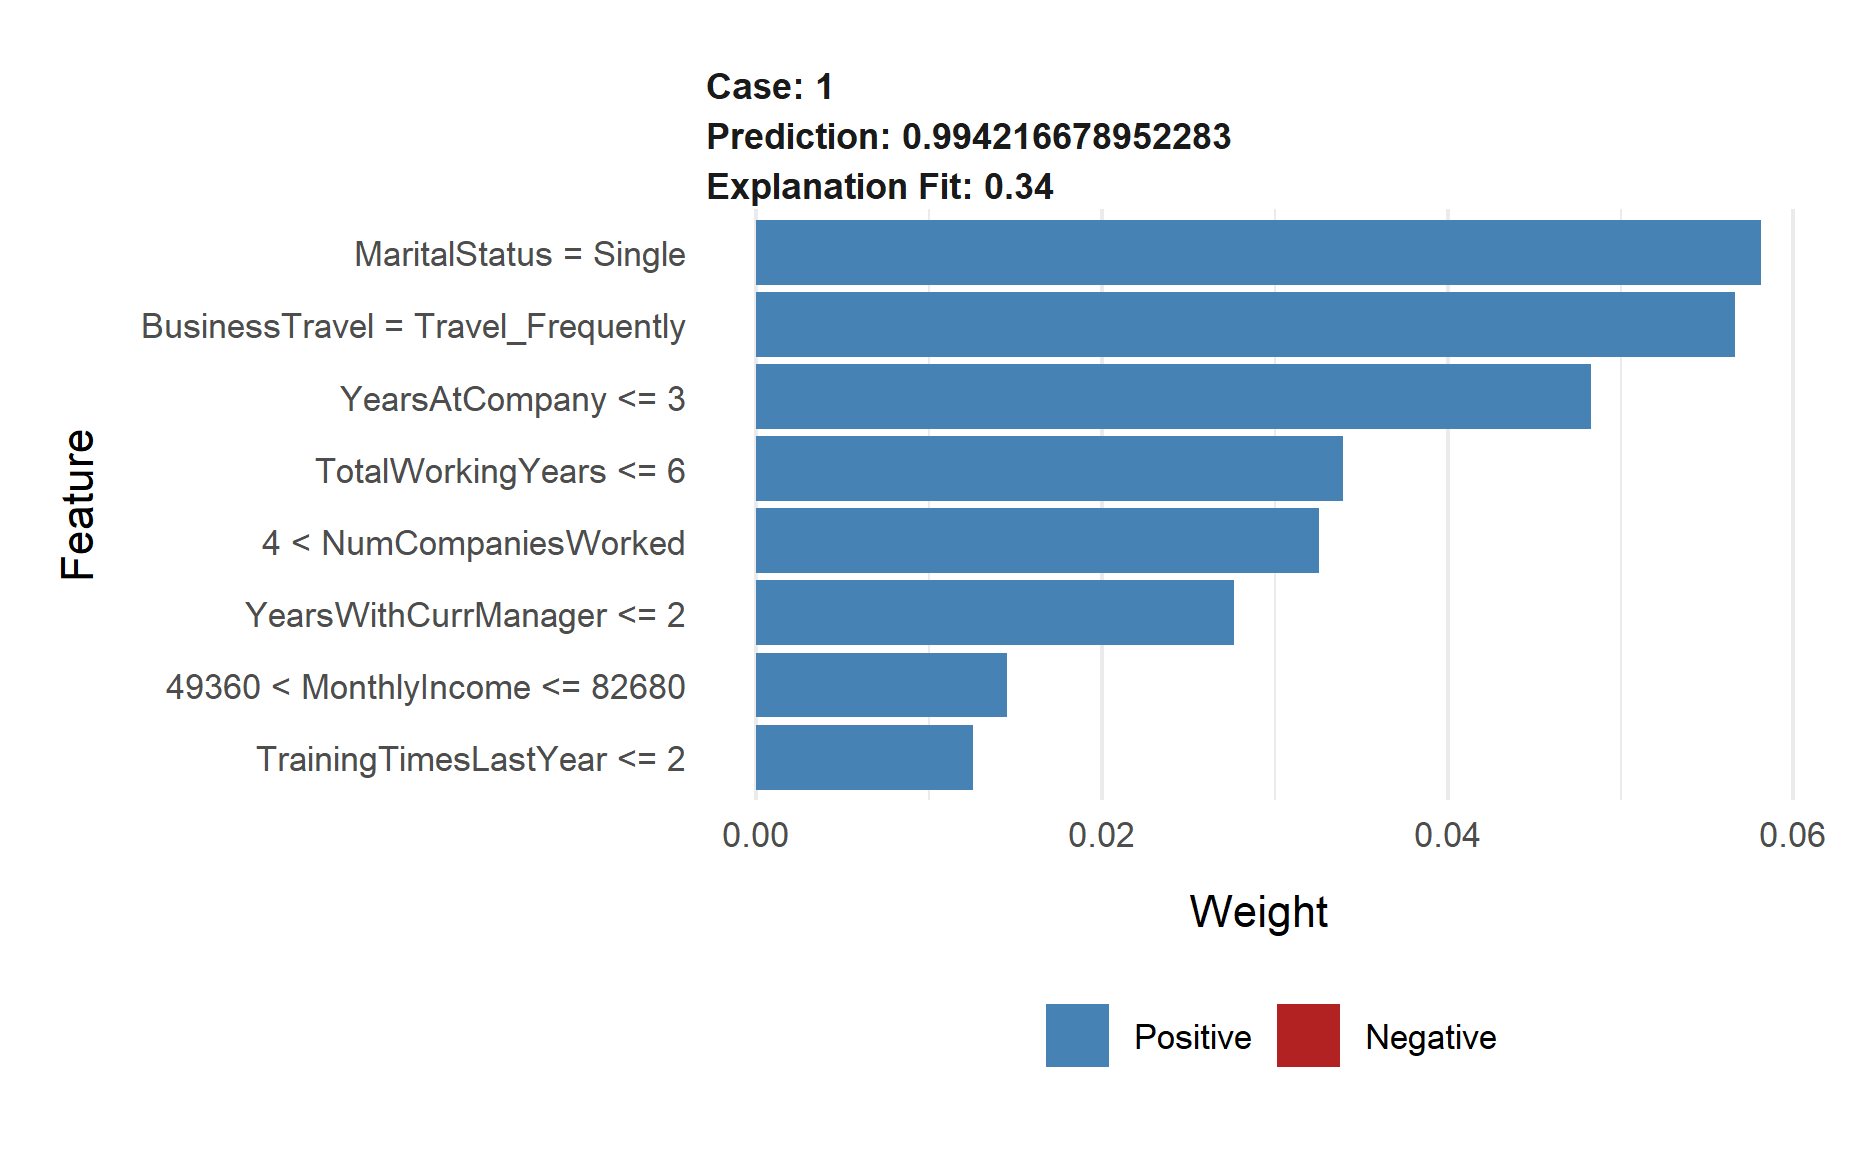 Case: 1
Prediction: 0.994216678952283
Explanation Fit: 0.34
MaritalStatus = Single
BusinessTravel = Travel_Frequently
YearsAtCompany <= 3
TotalWorkingYears <= 6
4 < NumCompaniesWorked
YearsWithCurrManager <= 2
49360 < MonthlyIncome <= 82680
TrainingTimesLastYear <= 2
Feature
0.00 0.02 0.04 0.06
Weight
Positive Negative